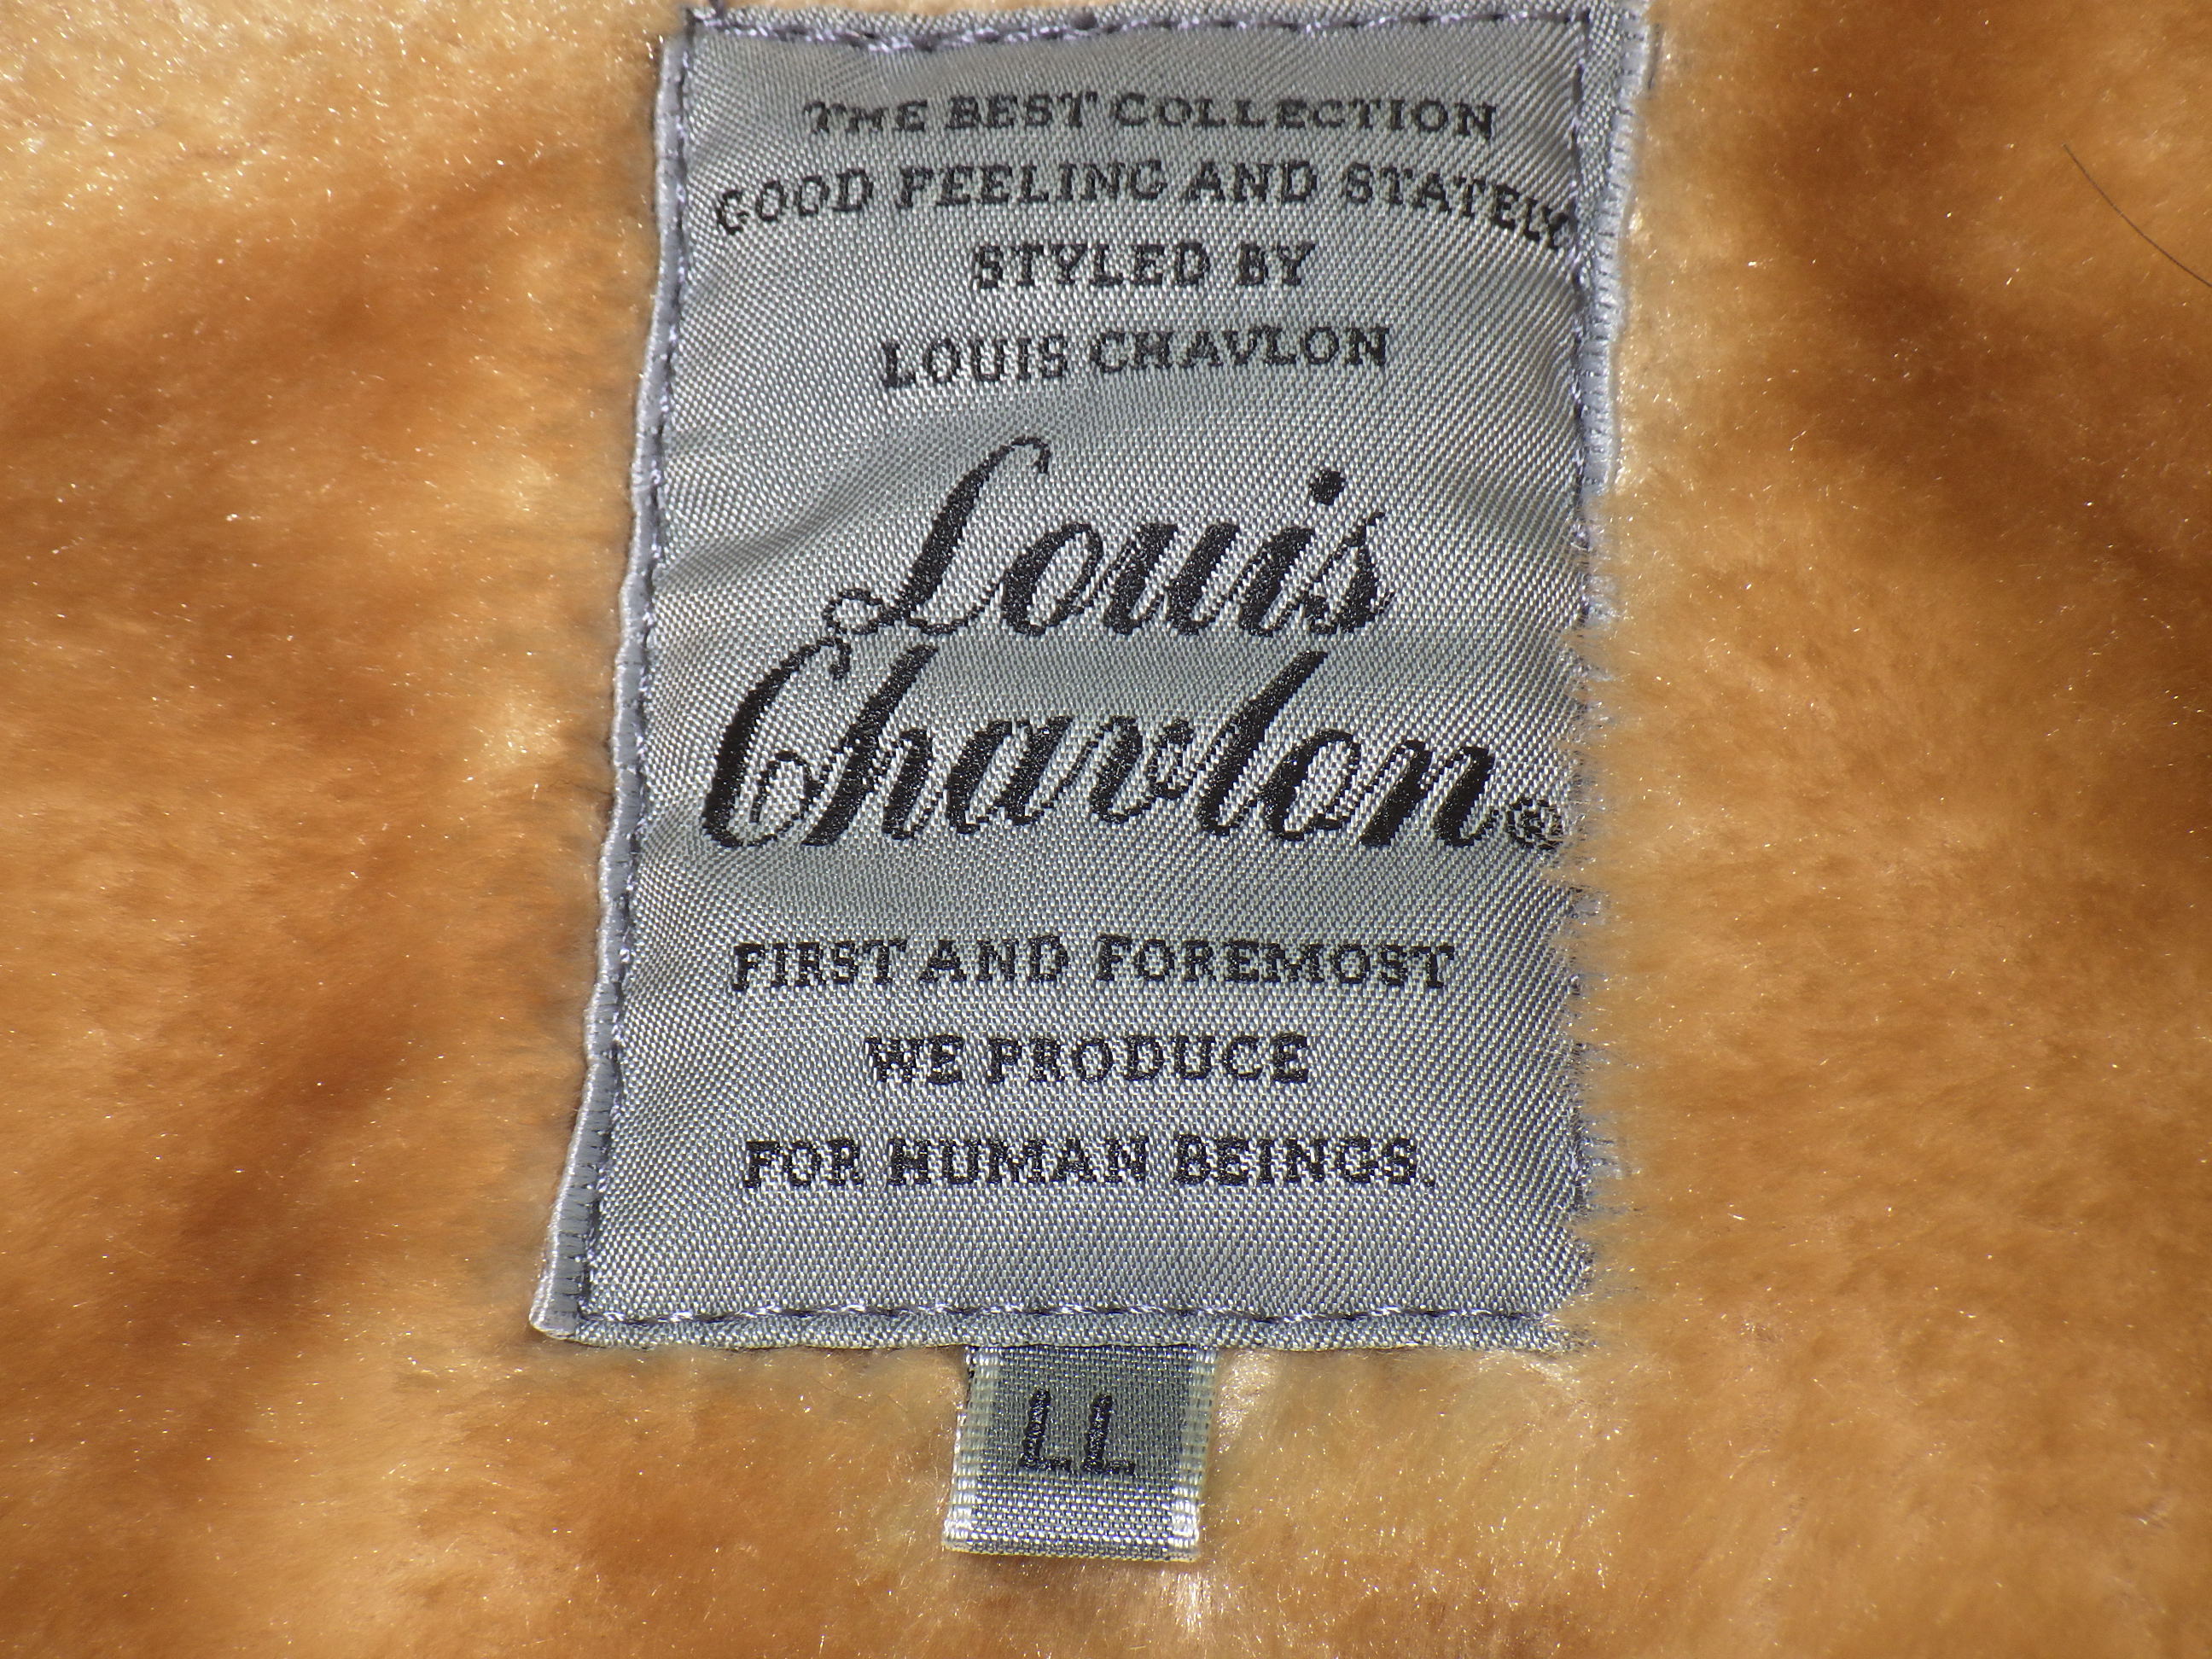 THE BEST COLLECTION
GOOD FEELING AND STATELY
STYLED BY
LOUIS CHAVLON
Louis
Chavlon®
FIRST AND FOREMOST
WE PRODUCE
FOR HUMAN BEINGS.
LL